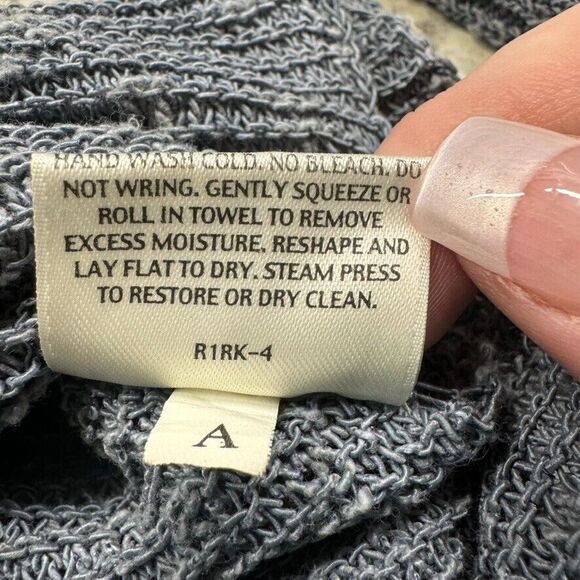 HAND WASH COLD. NO BLEACH. DO
NOT WRING. GENTLY SQUEEZE OR
ROLL IN TOWEL TO REMOVE
EXCESS MOISTURE. RESHAPE AND
LAY FLAT TO DRY. STEAM PRESS
TO RESTORE OR DRY CLEAN.
R1RK-4
A